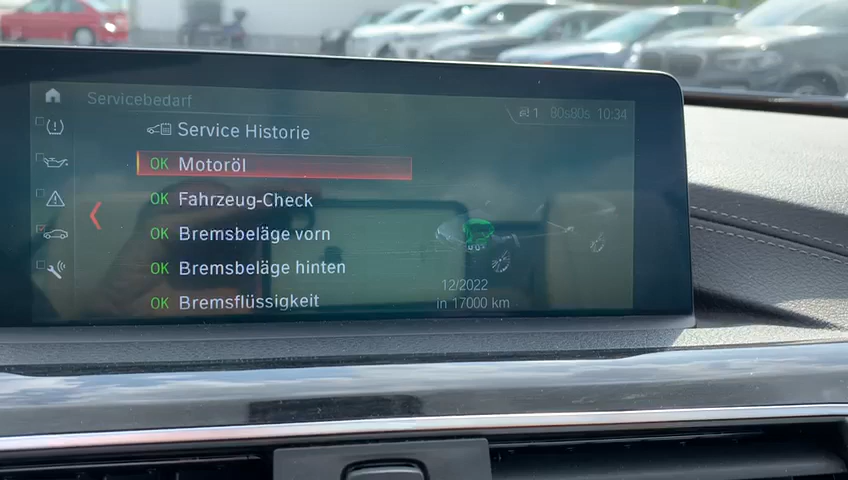 Servicebedarf
1 80s80s 10:34
Service Historie
OK Motoröl
OK Fahrzeug-Check
OK Bremsbeläge vorn
OK Bremsbeläge hinten
OK Bremsflüssigkeit
12/2022
in 17000 km